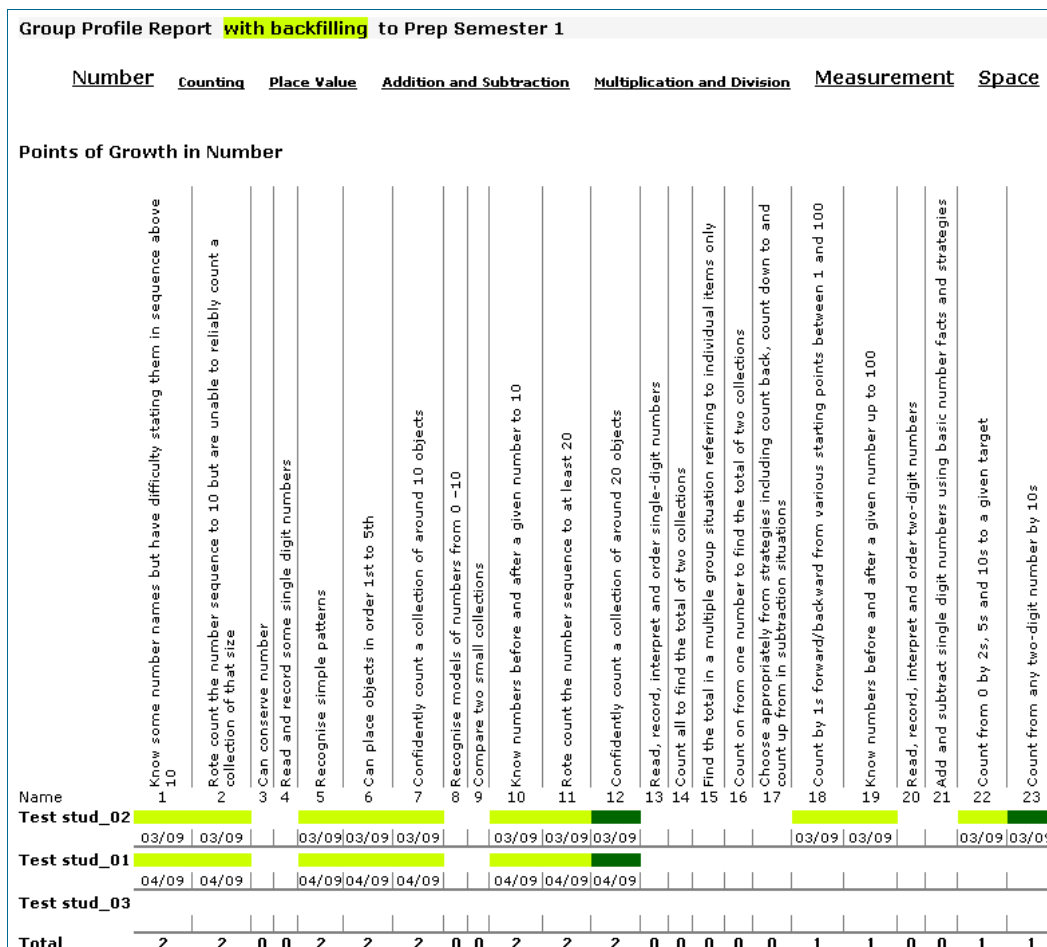 Group Profile Report with backfilling to Prep Semester 1
Number Counting Place Value Addition and Subtraction Multiplication and Division Measurement Space
Points of Growth in Number
Know some number names but have difficulty stating them in sequence above
10
Rote count the number sequence to 10 but are unable to reliably count a
collection of that size
Can conserve number
Read and record some single digit numbers
Recognise simple patterns
Can place objects in order 1st to 5th
Confidently count a collection of around 10 objects
Recognise models of numbers from 0 -10
Compare two small collections
Know numbers before and after a given number to 10
Rote count the number sequence to at least 20
Confidently count a collection of around 20 objects
Read, record, interpret and order single-digit numbers
Count all to find the total of two collections
Find the total in a multiple group situation referring to individual items only
Count on from one number to find the total of two collections
Choose appropriately from strategies including count back, count down to and
count up from in subtraction situations
Count by 1s forward/backward from various starting points between 1 and 100
Know numbers before and after a given number up to 100
Read, record, interpret and order two-digit numbers
Add and subtract single digit numbers using basic number facts and strategies
Count from 0 by 2s, 5s and 10s to a given target
Count from any two-digit number by 10s
Name 1 2 3 4 5 6 7 8 9 10 11 12 13 14 15 16 17 18 19 20 21 22 23
Test stud_02
03/09 03/09 03/09 03/09 03/09 03/09 03/09 03/09 03/09 03/09 03/09 03/09
Test stud_01
04/09 04/09 04/09 04/09 04/09 04/09 04/09 04/09
Test stud_03
Total 2 2 0 0 2 2 2 0 0 2 2 2 0 0 0 0 0 1 1 0 0 1 1